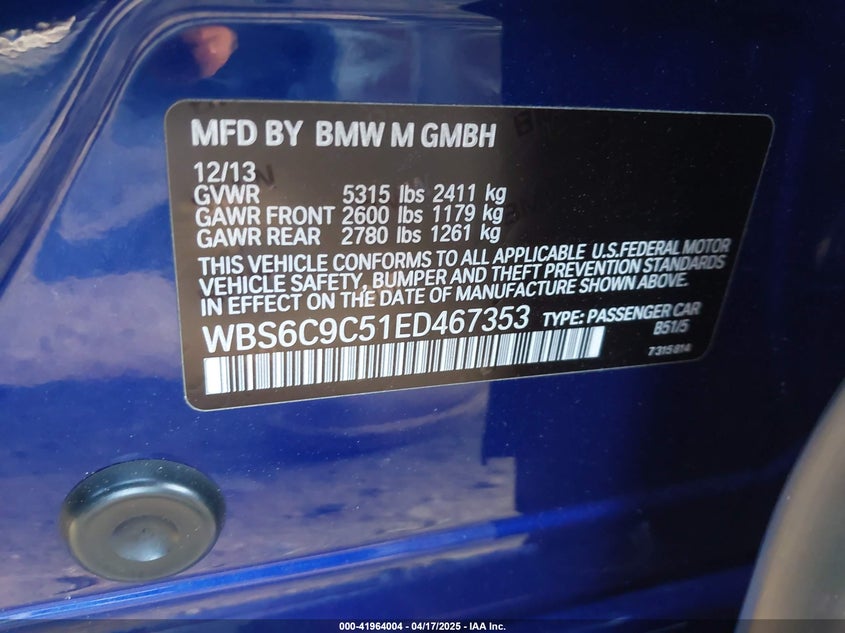 MFD BY BMW M GMBH
12/13
GVWR 5315 lbs 2411 kg
GAWR FRONT 2600 lbs 1179 kg
GAWR REAR 2780 lbs 1261 kg
THIS VEHICLE CONFORMS TO ALL APPLICABLE U.S.FEDERAL MOTOR
VEHICLE SAFETY, BUMPER AND THEFT PREVENTION STANDARDS
IN EFFECT ON THE DATE OF MANUFACTURE SHOWN ABOVE.
WBS6C9C51ED467353 TYPE: PASSENGER CAR
B51/5
7315814
000-41964004 - 04/17/2025 - IAA Inc.